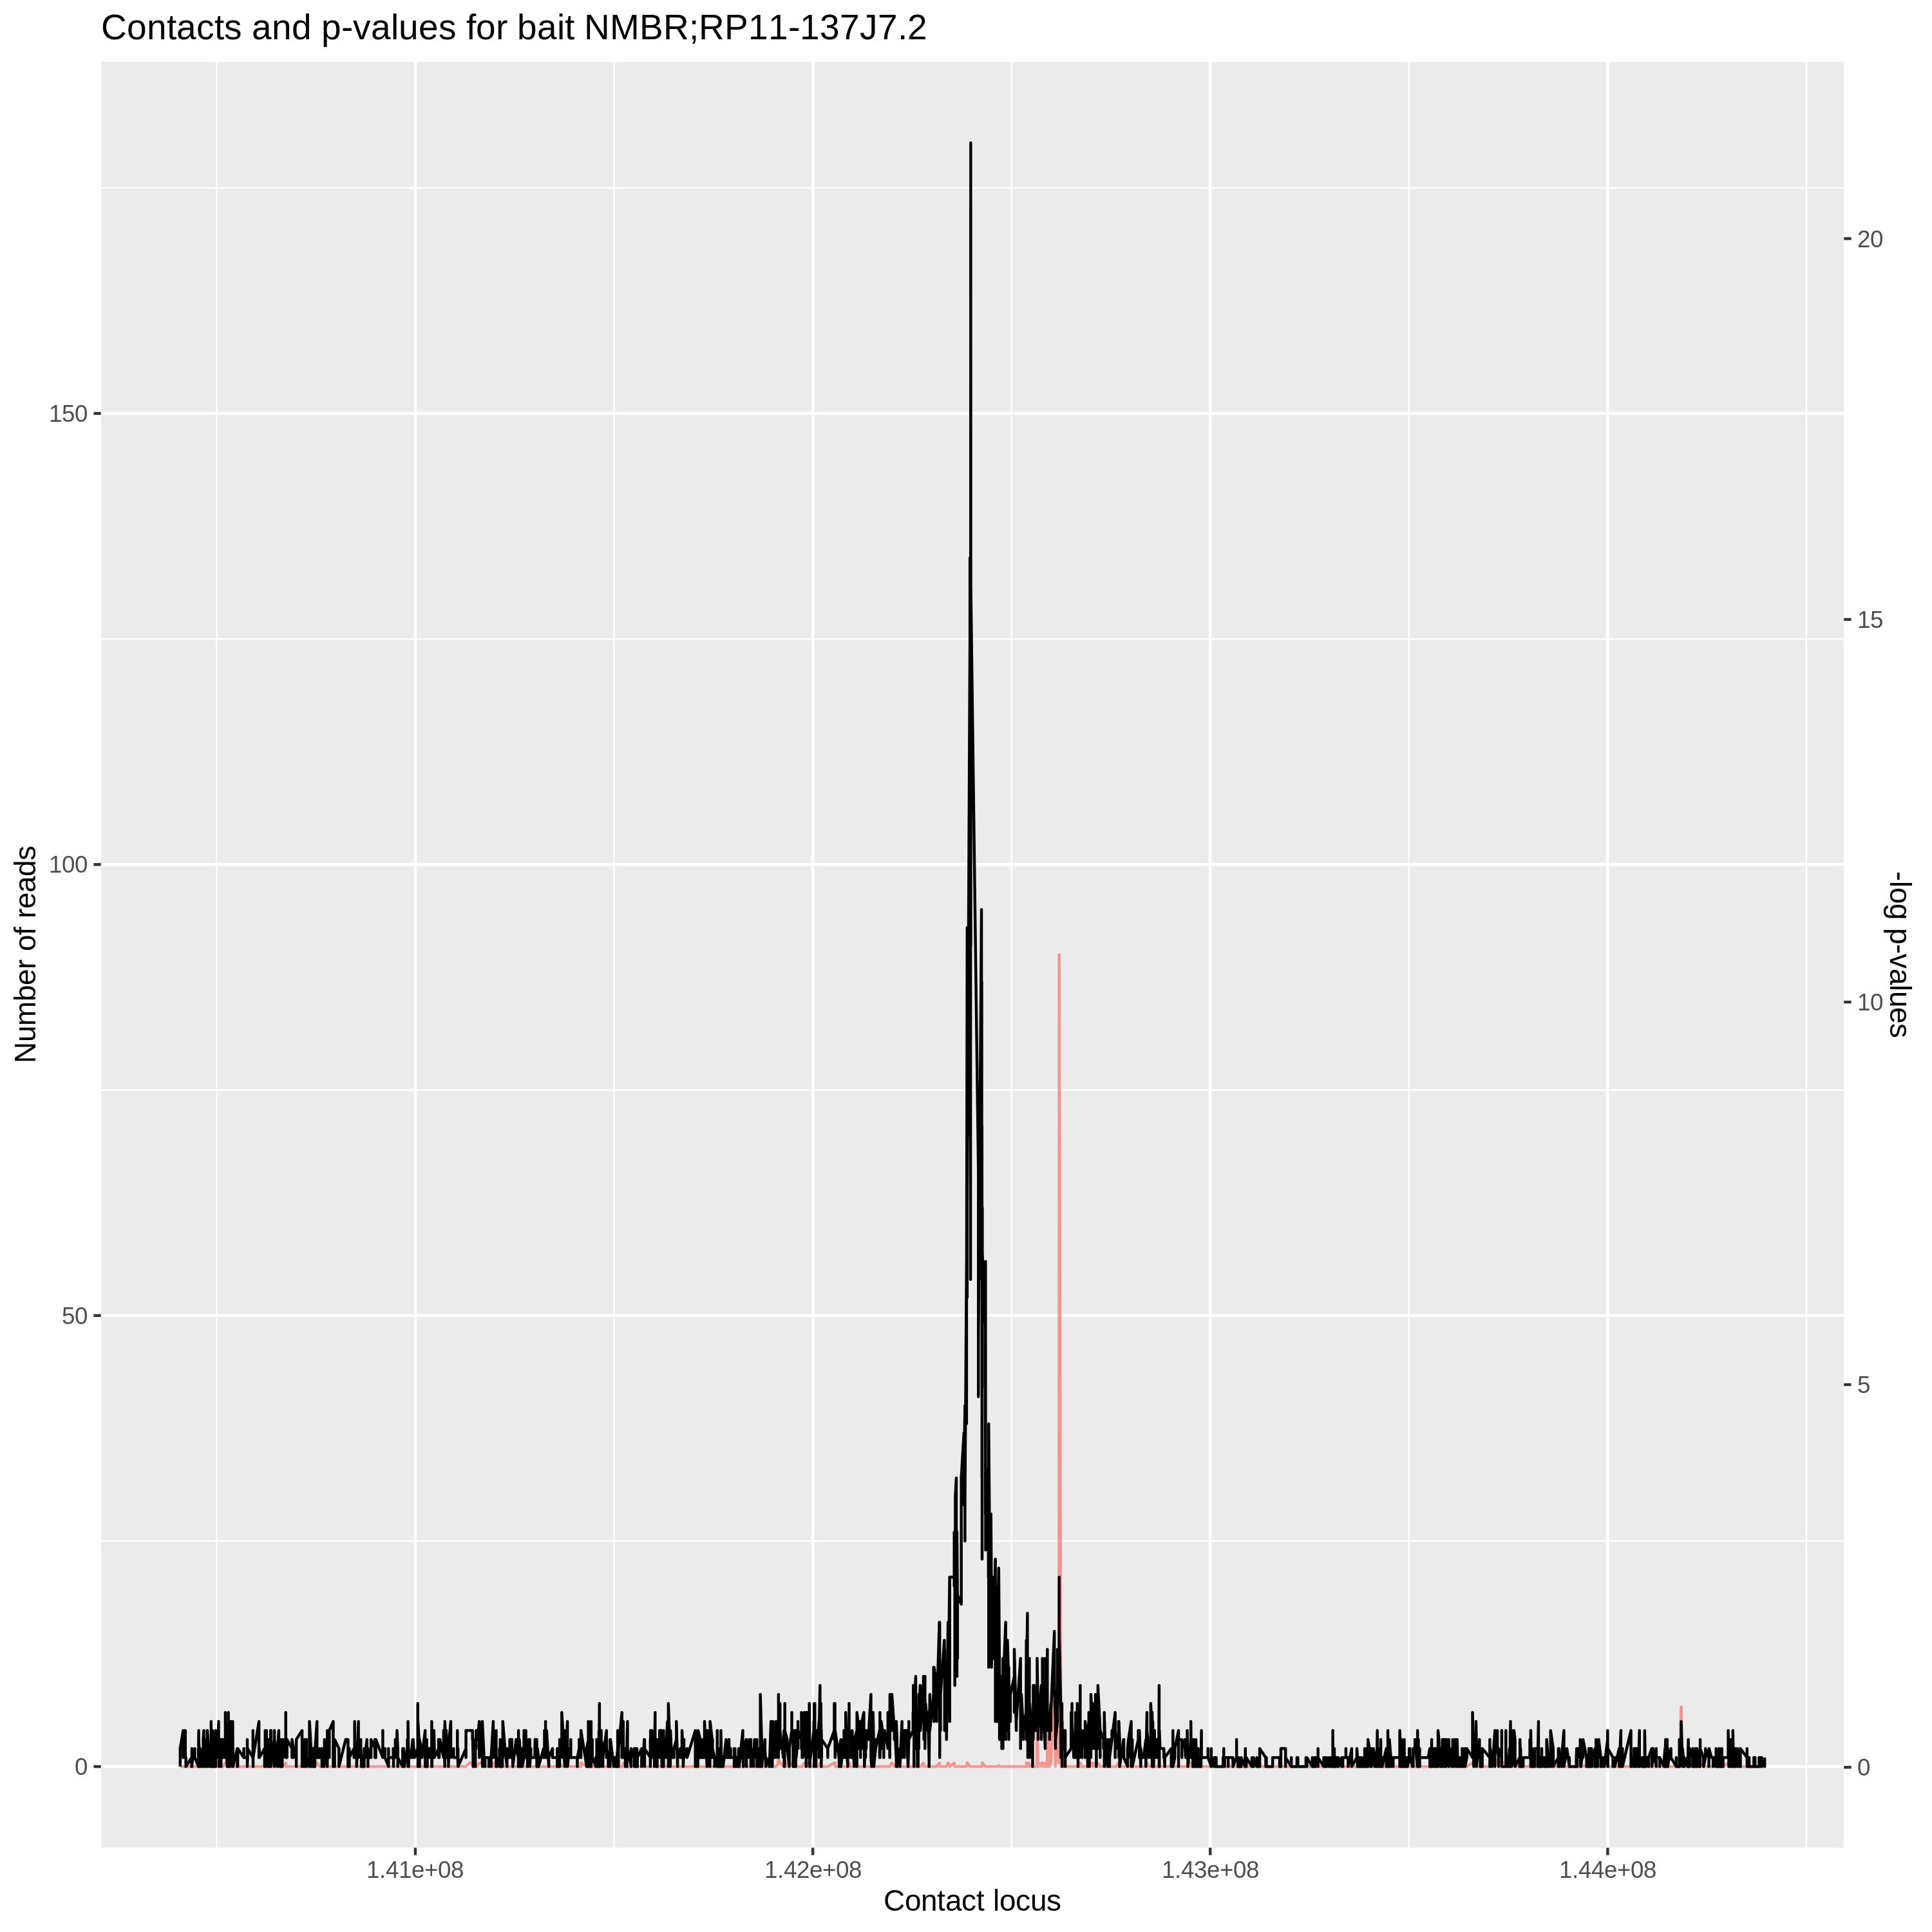 Contacts and p-values for bait NMBR;RP11-137J7.2
Number of reads
150
100
50
0
20
15
10
5
0
-log p-values
1.41e+08 1.42e+08 1.43e+08 1.44e+08
Contact locus